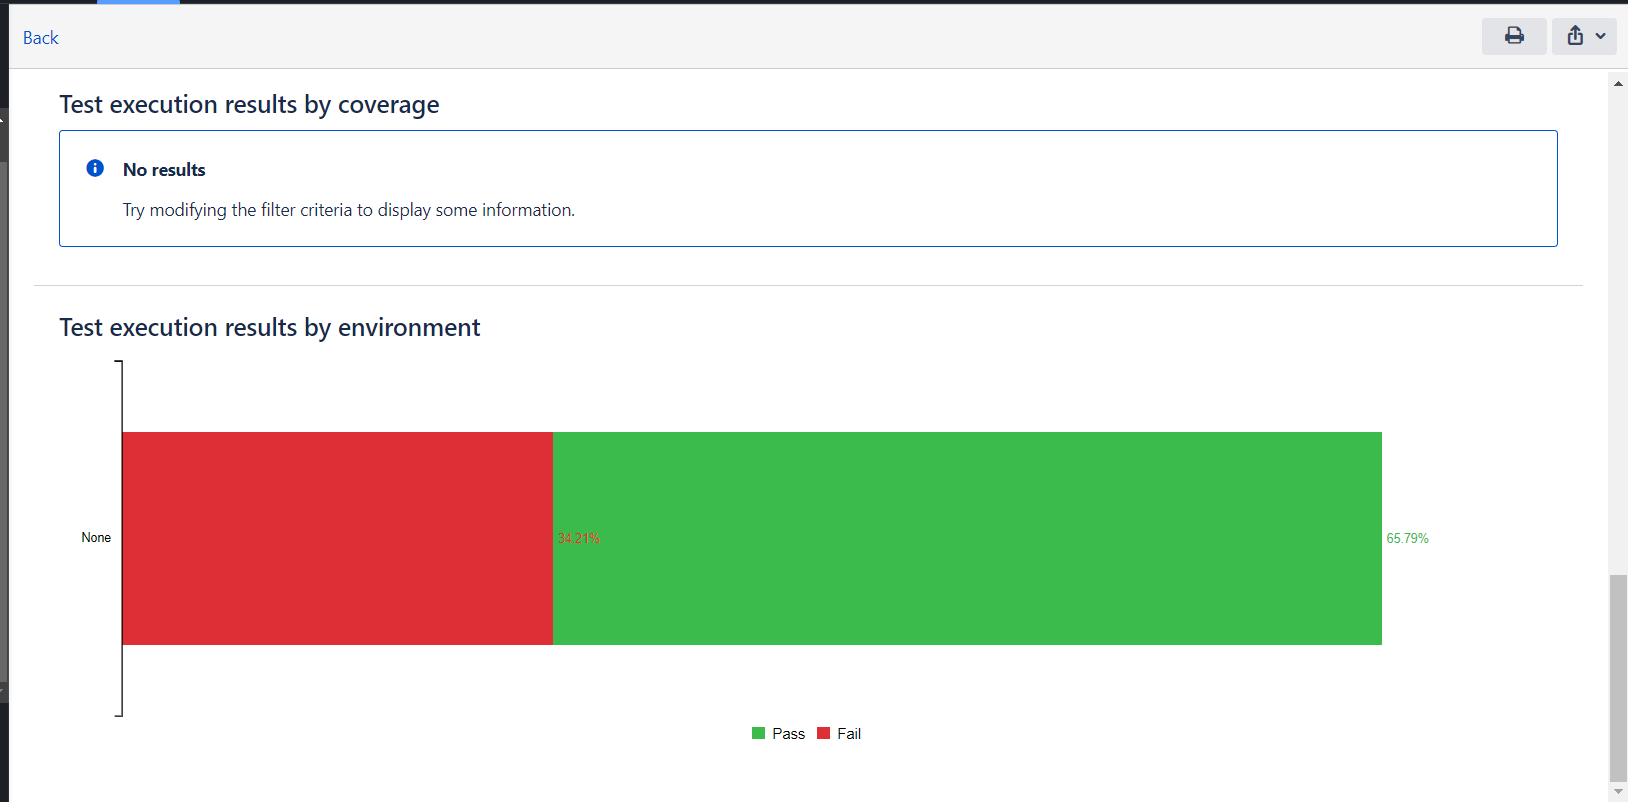 Back
Test execution results by coverage
No results
Try modifying the filter criteria to display some information.
Test execution results by environment
None
34.21%
65.79%
Pass
Fail